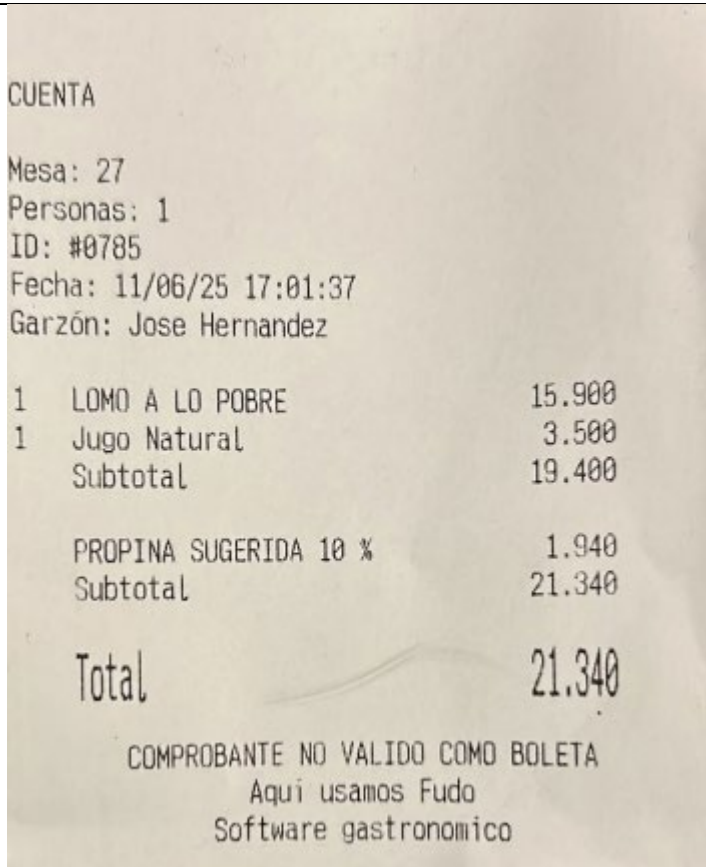 CUENTA
Mesa: 27
Personas: 1
ID: #0785
Fecha: 11/06/25 17:01:37
Garzón: Jose Hernandez
1 LOMO A LO POBRE 15.900
1 Jugo Natural 3.500
Subtotal 19.400
PROPINA SUGERIDA 10 % 1.940
Subtotal 21.340
Total 21.340
COMPROBANTE NO VALIDO COMO BOLETA
Aqui usamos Fudo
Software gastronomico